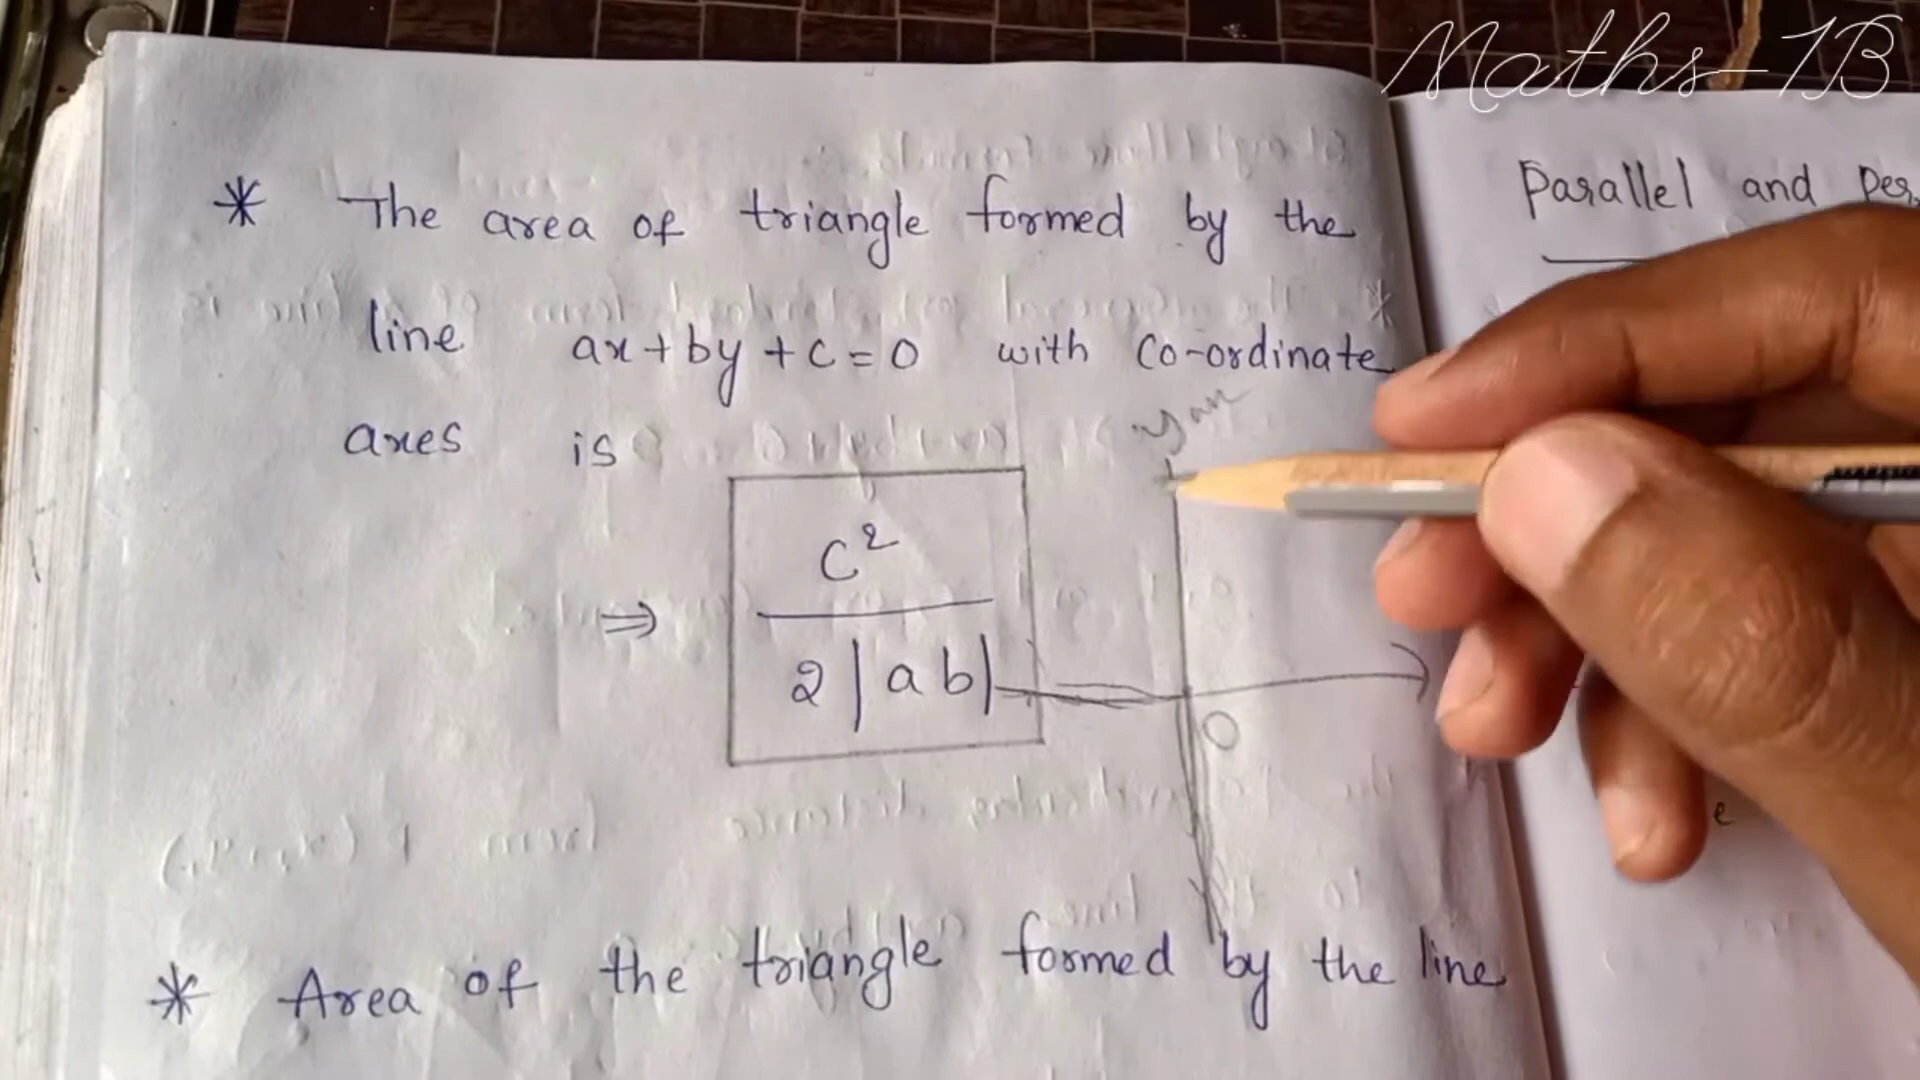 Maths-1B
* The area of triangle formed by the
line ax+by+c=0 with co-ordinate
axes is
⇒ c²
2|ab|
O
* Area of the triangle formed by the line
Parallel and